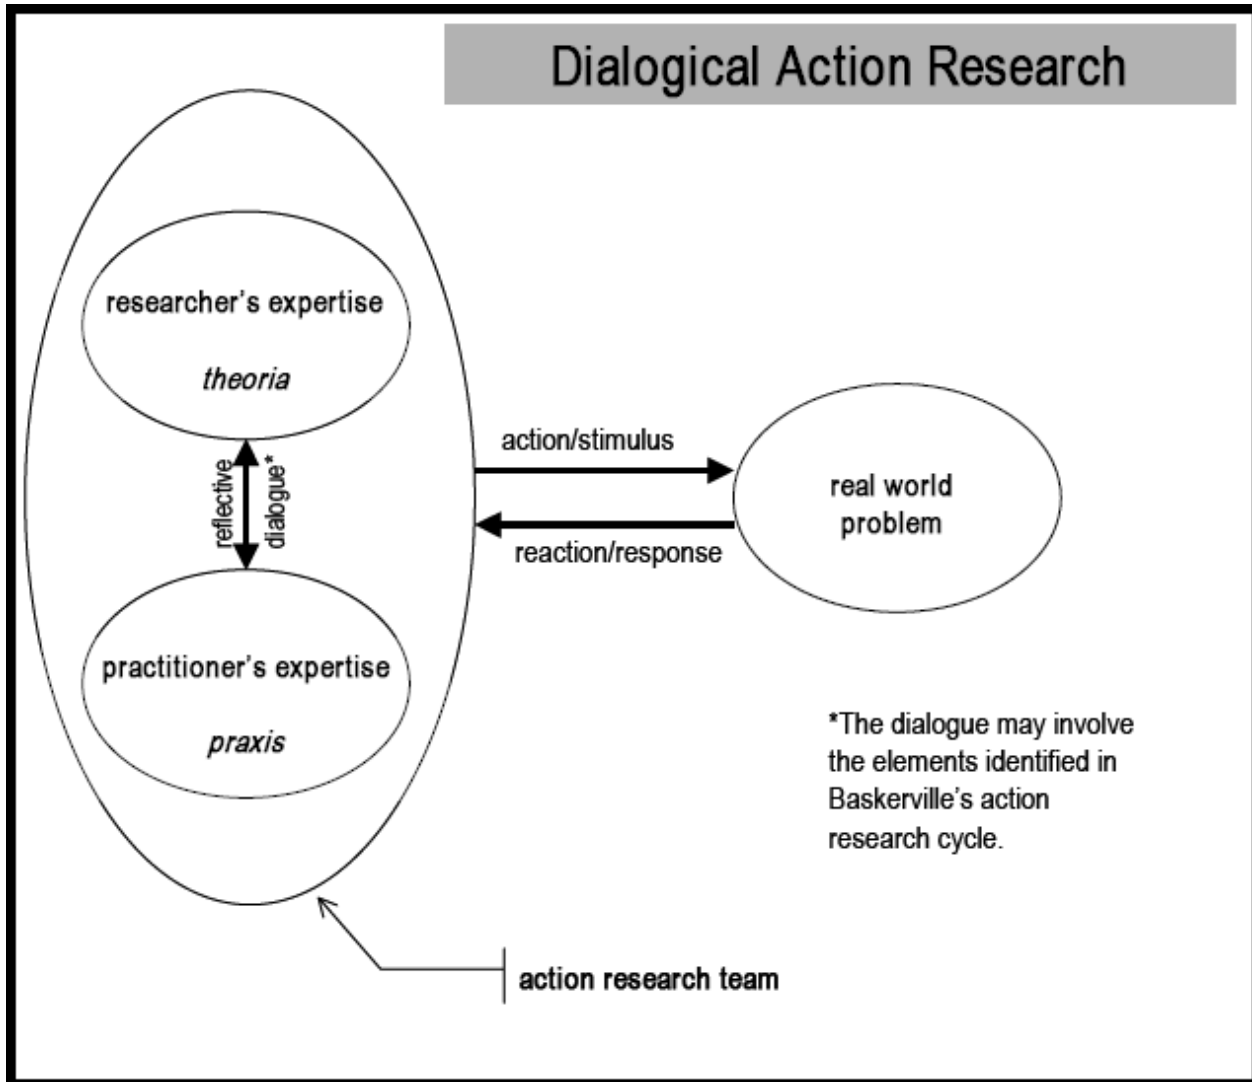 Dialogical Action Research
researcher's expertise
theoria
reflective
dialogue*
practitioner's expertise
praxis
action/stimulus
reaction/response
real world
problem
*The dialogue may involve
the elements identified in
Baskerville's action
research cycle.
action research team